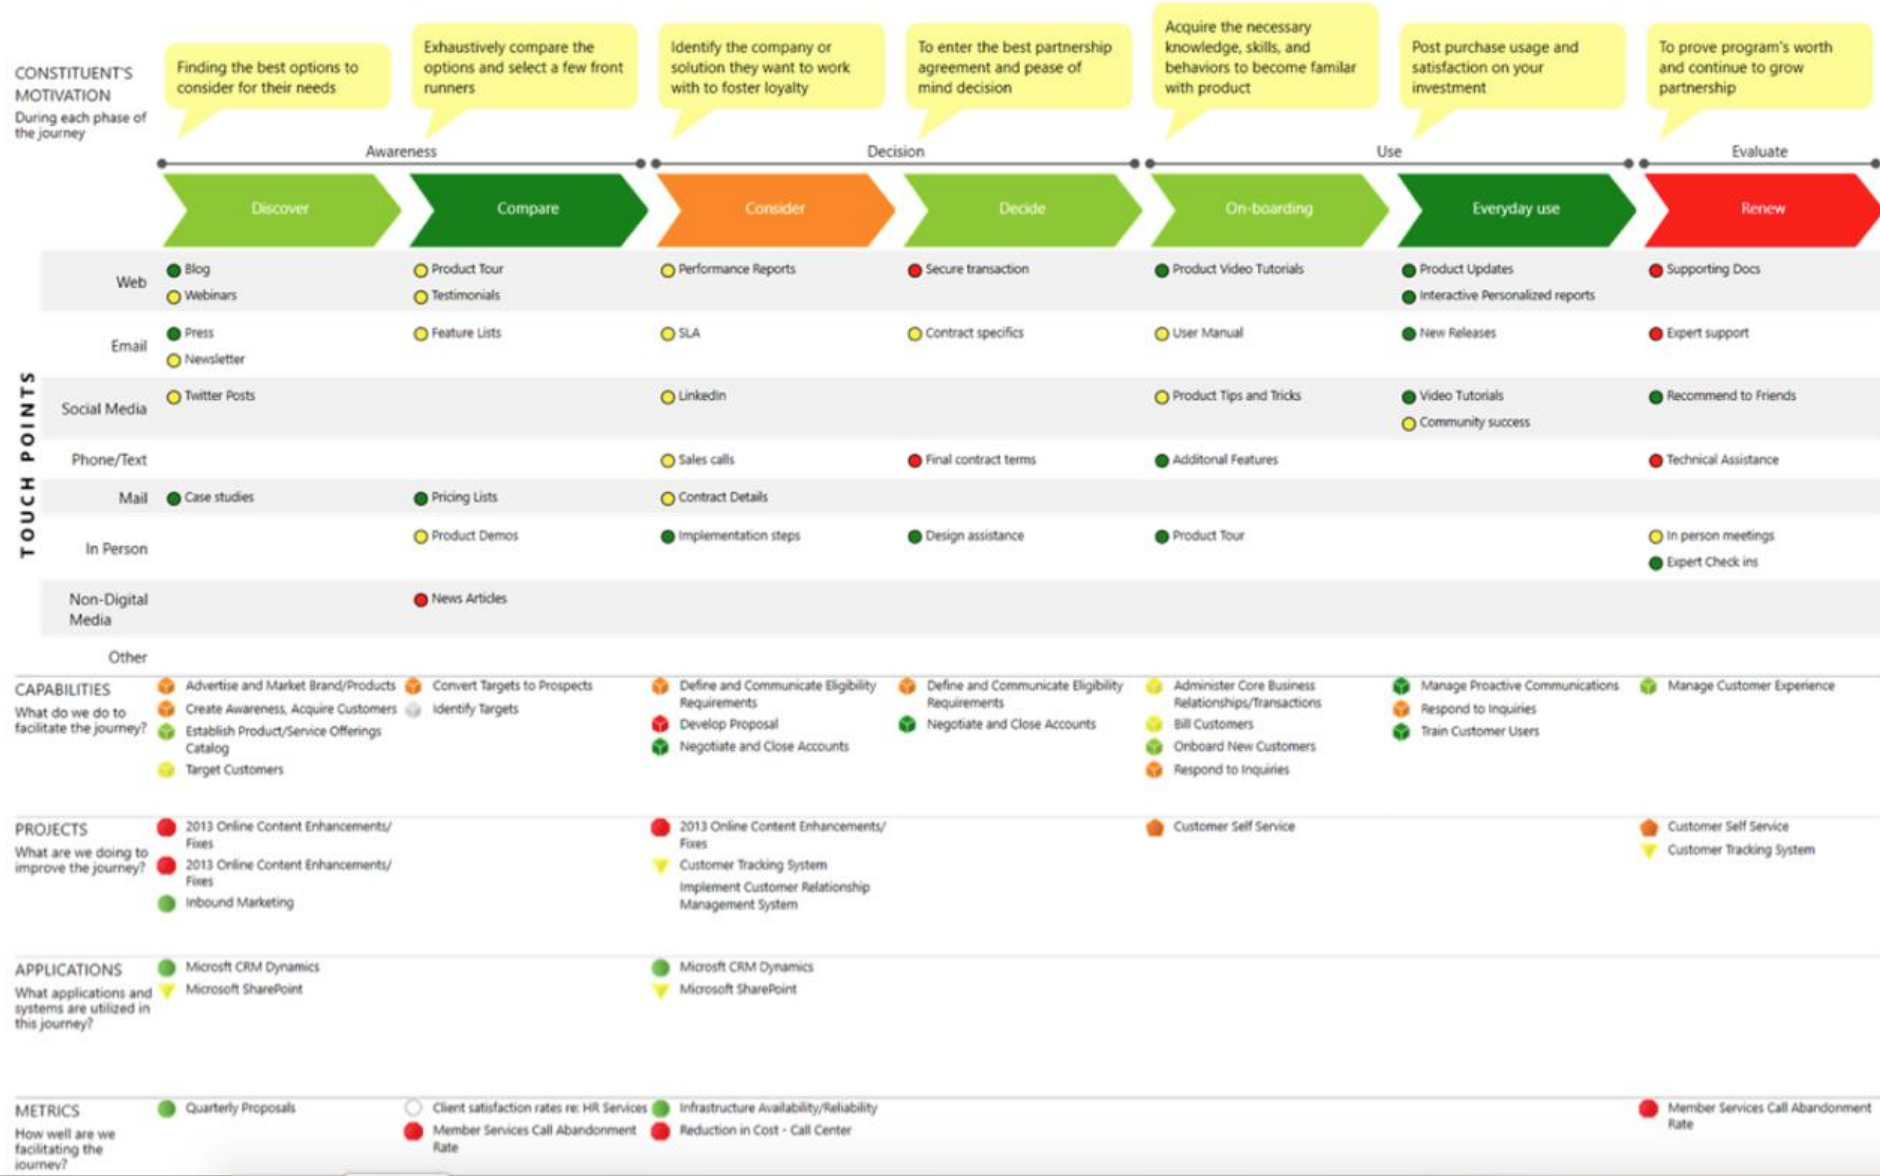 CONSTITUENT'S
MOTIVATION
During each phase of
the journey
Finding the best options to
consider for their needs
Exhaustively compare the
options and select a few front
runners
Identify the company or
solution they want to work
with to foster loyalty
To enter the best partnership
agreement and pease of
mind decision
Acquire the necessary
knowledge, skills, and
behaviors to become familar
with product
Post purchase usage and
satisfaction on your
investment
To prove program's worth
and continue to grow
partnership
Awareness
Decision
Use
Evaluate
Discover
Compare
Consider
Decide
On-boarding
Everyday use
Renew
TOUCH POINTS
Web
Blog
Webinars
Product Tour
Testimonials
Performance Reports
Secure transaction
Product Video Tutorials
Product Updates
Interactive Personalized reports
Supporting Docs
Email
Press
Newsletter
Feature Lists
SLA
Contract specifics
User Manual
New Releases
Expert support
Social Media
Twitter Posts
LinkedIn
Product Tips and Tricks
Video Tutorials
Community success
Recommend to Friends
Phone/Text
Sales calls
Final contract terms
Additonal Features
Technical Assistance
Mail
Case studies
Pricing Lists
Contract Details
In Person
Product Demos
Implementation steps
Design assistance
Product Tour
In person meetings
Expert Check ins
Non-Digital
Media
News Articles
Other
CAPABILITIES
What do we do to
facilitate the journey?
Advertise and Market Brand/Products
Create Awareness, Acquire Customers
Establish Product/Service Offerings
Catalog
Target Customers
Convert Targets to Prospects
Identify Targets
Define and Communicate Eligibility
Requirements
Develop Proposal
Negotiate and Close Accounts
Define and Communicate Eligibility
Requirements
Negotiate and Close Accounts
Administer Core Business
Relationships/Transactions
Bill Customers
Onboard New Customers
Respond to Inquiries
Manage Proactive Communications
Respond to Inquiries
Train Customer Users
Manage Customer Experience
PROJECTS
What are we doing to
improve the journey?
2013 Online Content Enhancements/
Fixes
2013 Online Content Enhancements/
Fixes
Inbound Marketing
2013 Online Content Enhancements/
Fixes
Customer Tracking System
Implement Customer Relationship
Management System
Customer Self Service
Customer Self Service
Customer Tracking System
APPLICATIONS
What applications and
systems are utilized in
this journey?
Microsft CRM Dynamics
Microsoft SharePoint
Microsft CRM Dynamics
Microsoft SharePoint
METRICS
How well are we
facilitating the
journey?
Quarterly Proposals
Client satisfaction rates re: HR Services
Member Services Call Abandonment
Rate
Infrastructure Availability/Reliability
Reduction in Cost - Call Center
Member Services Call Abandonment
Rate